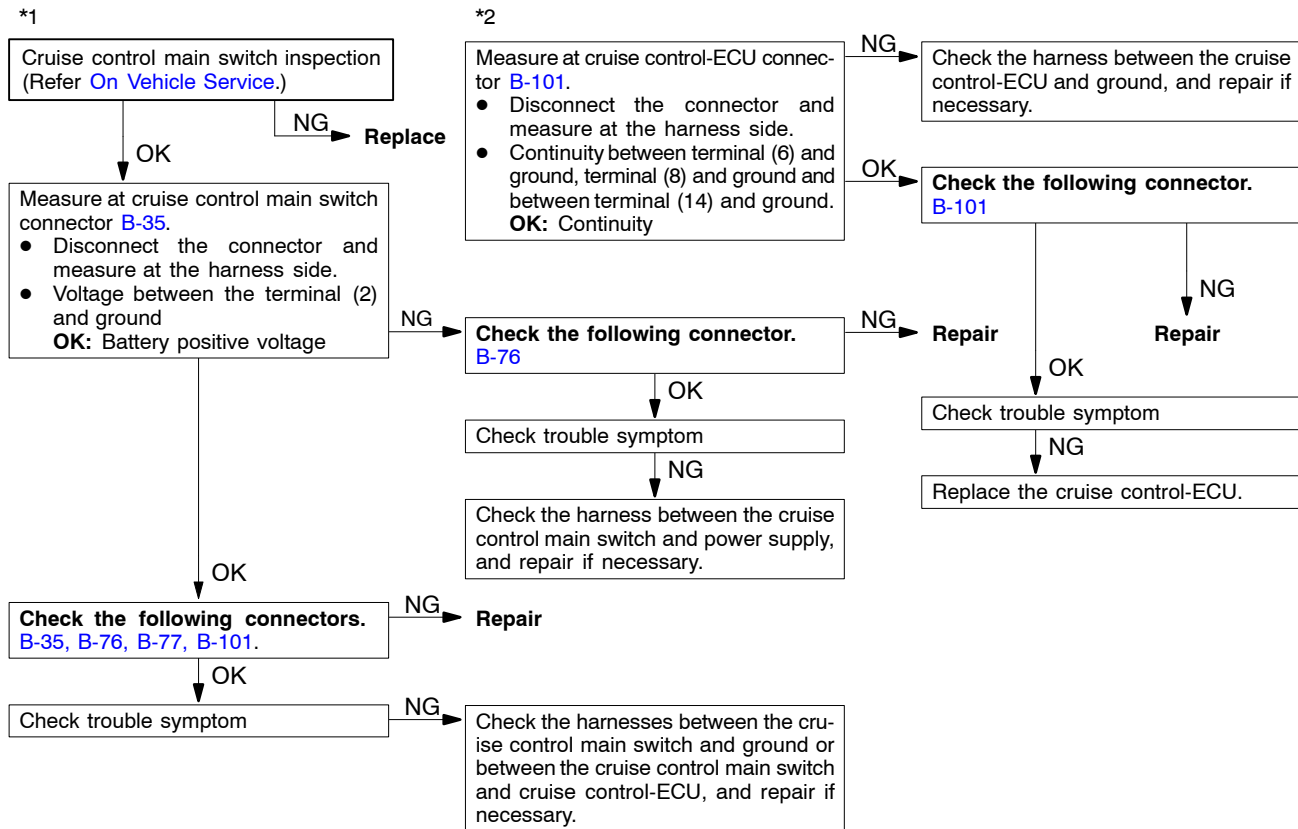 *1
Cruise control main switch inspection
(Refer On Vehicle Service.)
NG
Replace
OK
Measure at cruise control main switch
connector B-35.
● Disconnect the connector and
measure at the harness side.
● Voltage between the terminal (2)
and ground
OK: Battery positive voltage
NG
Check the following connector.
B-76
NG
Repair
OK
Check trouble symptom
NG
Check the harness between the cruise
control main switch and power supply,
and repair if necessary.
OK
Check the following connectors.
B-35, B-76, B-77, B-101.
NG
Repair
OK
Check trouble symptom
NG
Check the harnesses between the cru-
ise control main switch and ground or
between the cruise control main switch
and cruise control-ECU, and repair if
necessary.
*2
Measure at cruise control-ECU connec-
tor B-101.
● Disconnect the connector and
measure at the harness side.
● Continuity between terminal (6) and
ground, terminal (8) and ground and
between terminal (14) and ground.
OK: Continuity
NG
Check the harness between the cruise
control-ECU and ground, and repair if
necessary.
OK
Check the following connector.
B-101
NG
Repair
OK
Check trouble symptom
NG
Replace the cruise control-ECU.